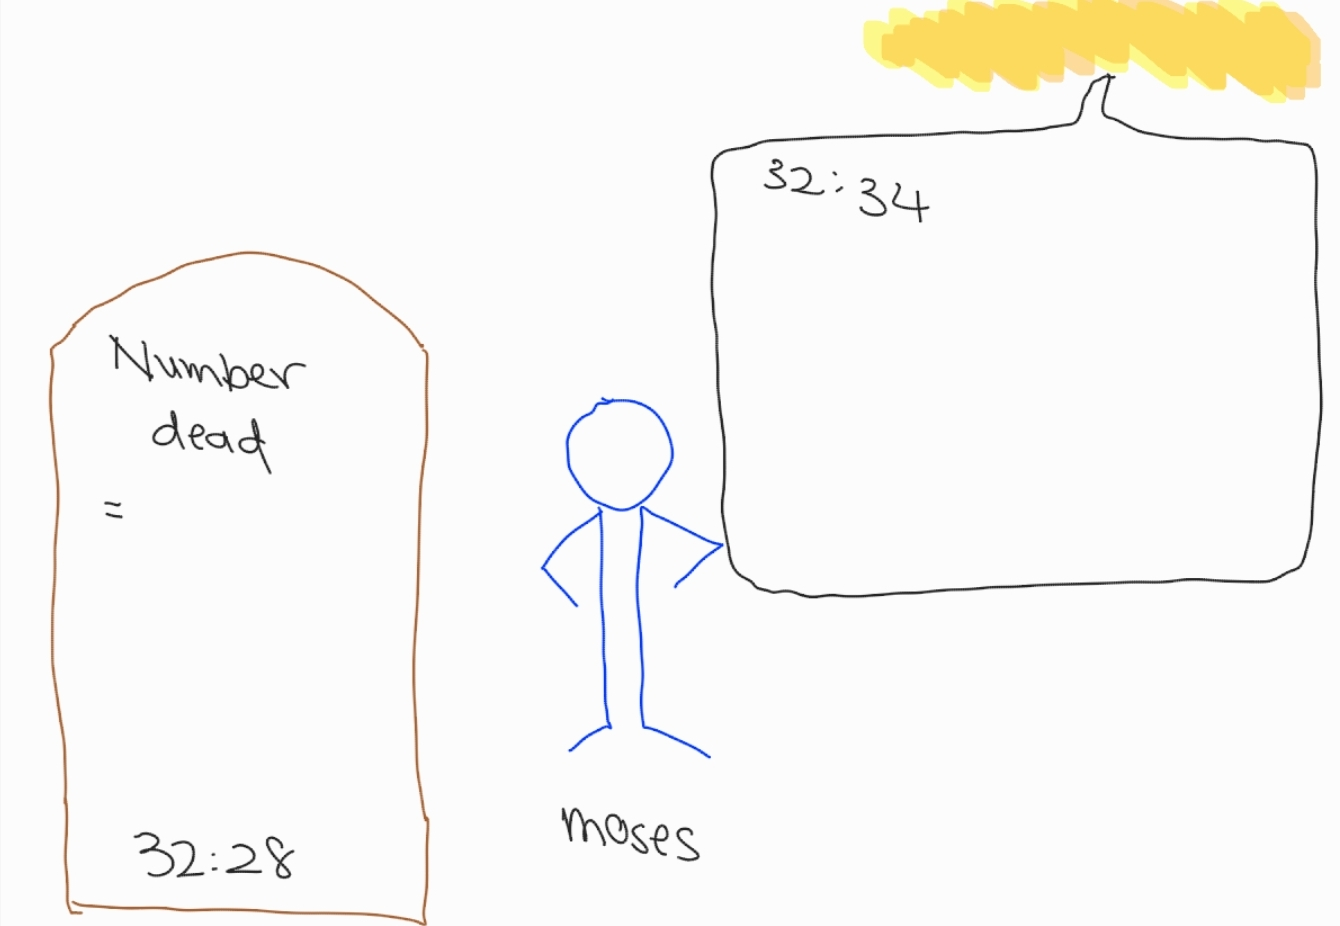 32:34
Number
dead
=
32:28
moses